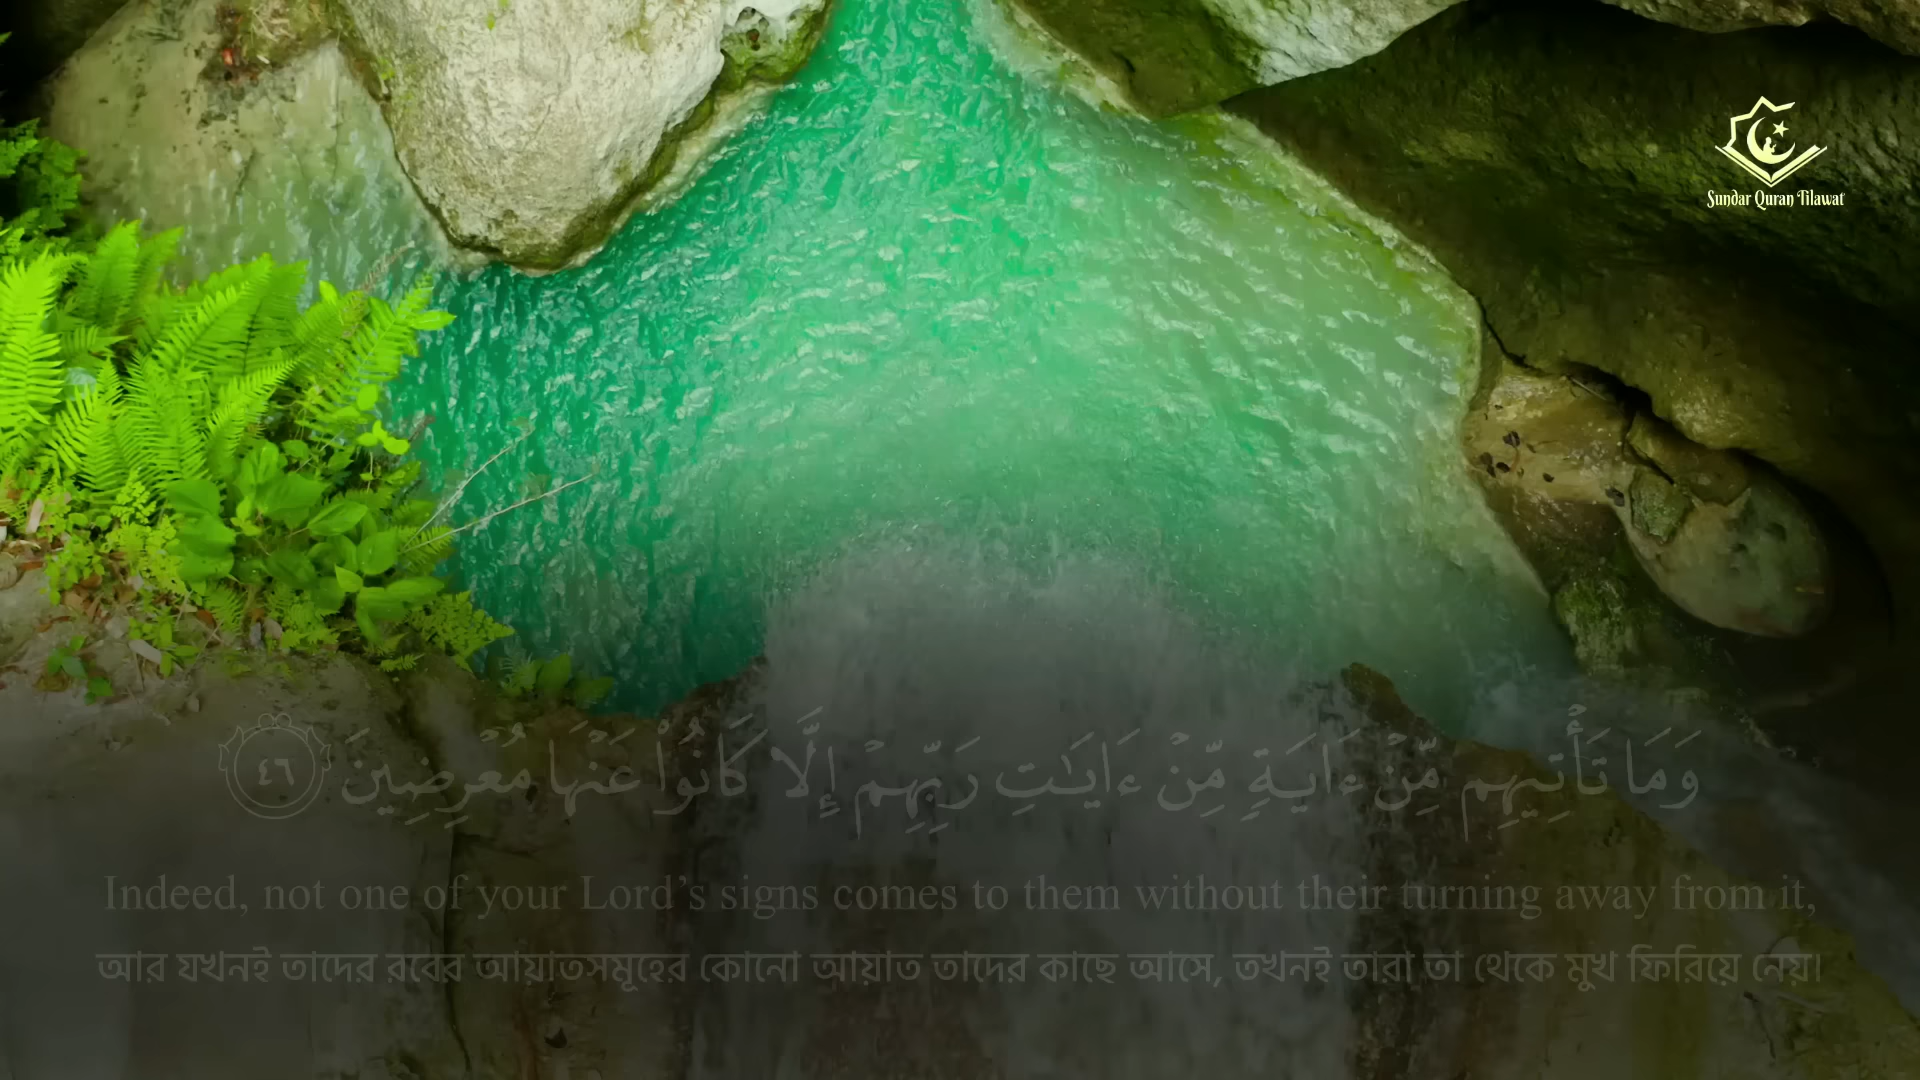 Sundar Quran Tilawat
وَمَا تَأْتِيهِم مِّنْ ءَايَةٍ مِّنْ ءَايَـٰتِ رَبِّهِمْ إِلَّا كَانُوا۟ عَنْهَا مُعْرِضِينَ ٤٦
Indeed, not one of your Lord’s signs comes to them without their turning away from it,
আর যখনই তাদের রবের আয়াতসমূহের কোনো আয়াত তাদের কাছে আসে, তখনই তারা তা থেকে মুখ ফিরিয়ে নেয়।